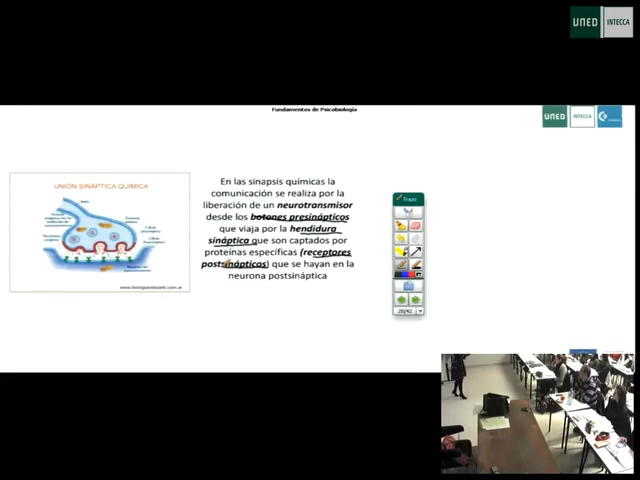 UNED INTECCA
Fundamentos de Psicobiología
UNED INTECCA
UNIÓN SINÁPTICA QUÍMICA
En las sinapsis químicas la
comunicación se realiza por la
liberación de un neurotransmisor
desde los botones presinápticos
que viaja por la hendidura
sináptica que son captados por
proteínas específicas (receptores
postsinápticos) que se hayan en la
neurona postsináptica
Trazo
28/42